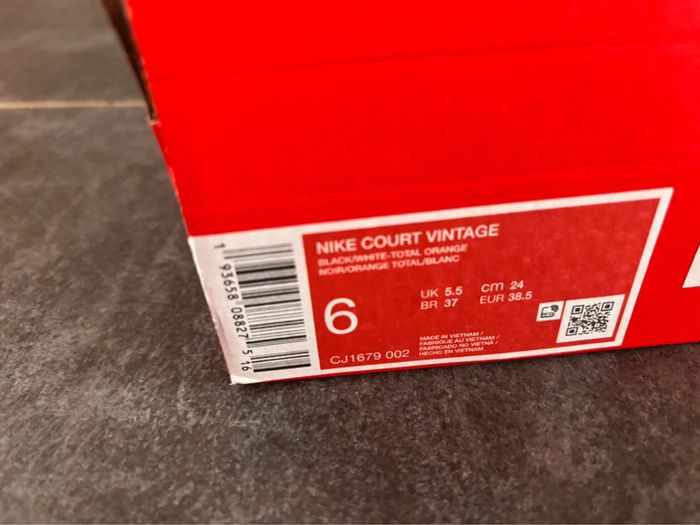 NIKE COURT VINTAGE
BLACK/WHITE-TOTAL ORANGE
NOIR/ORANGE TOTAL/BLANC
6
UK 5.5 cm 24
BR 37 EUR 38.5
CJ1679 002
MADE IN VIETNAM /
FABRIQUE AU VIETNAM /
FABRICADO NO VIETNÃ /
HECHO EN VIETNAM
1 93658 08827 5 16